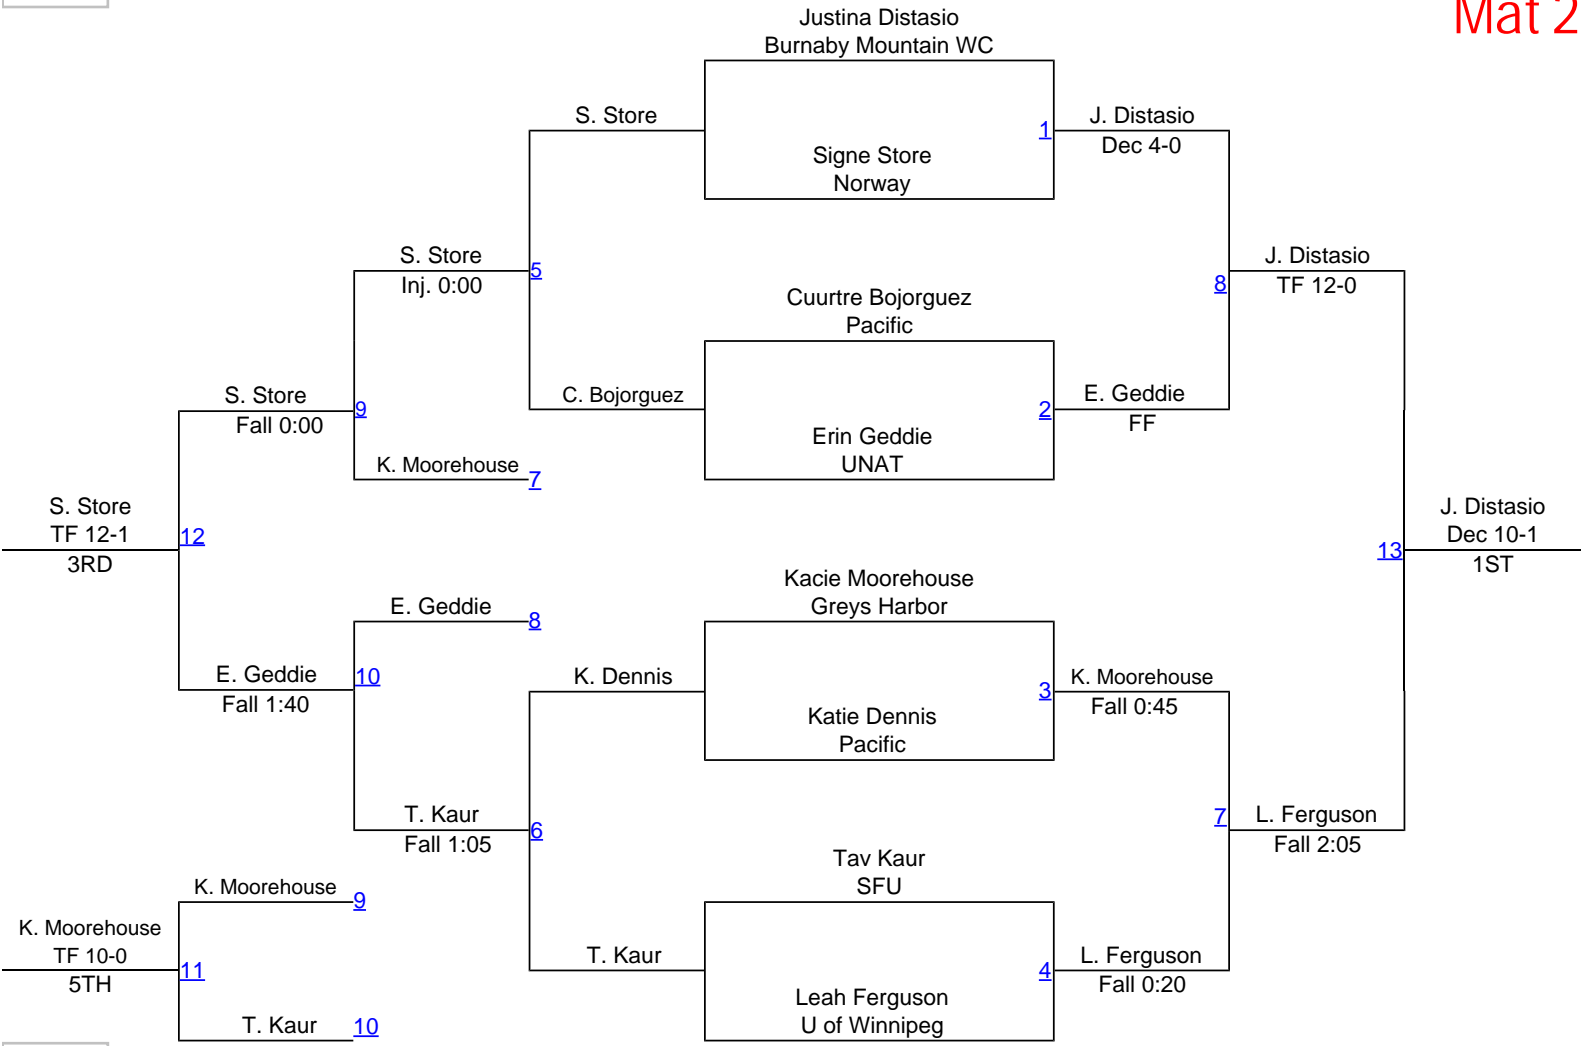 Mat 2
Justina Distasio
Burnaby Mountain WC
S. Store
1
J. Distasio
Dec 4-0
Signe Store
Norway
S. Store
Inj. 0:00
5
J. Distasio
TF 12-0
8
Cuurtre Bojorguez
Pacific
S. Store
Fall 0:00
9
C. Bojorguez
2
E. Geddie
FF
Erin Geddie
UNAT
K. Moorehouse
7
S. Store
TF 12-1
3RD
12
J. Distasio
Dec 10-1
1ST
13
Kacie Moorehouse
Greys Harbor
E. Geddie
8
E. Geddie
Fall 1:40
10
K. Dennis
3
K. Moorehouse
Fall 0:45
Katie Dennis
Pacific
T. Kaur
Fall 1:05
6
7
L. Ferguson
Fall 2:05
Tav Kaur
SFU
K. Moorehouse
9
K. Moorehouse
TF 10-0
5TH
11
T. Kaur
4
L. Ferguson
Fall 0:20
Leah Ferguson
U of Winnipeg
T. Kaur
10